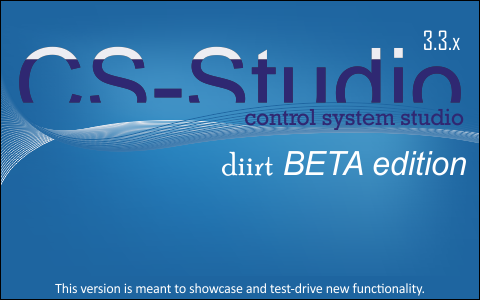 3.3.x
CS-Studio
control system studio
diirt BETA edition
This version is meant to showcase and test-drive new functionality.